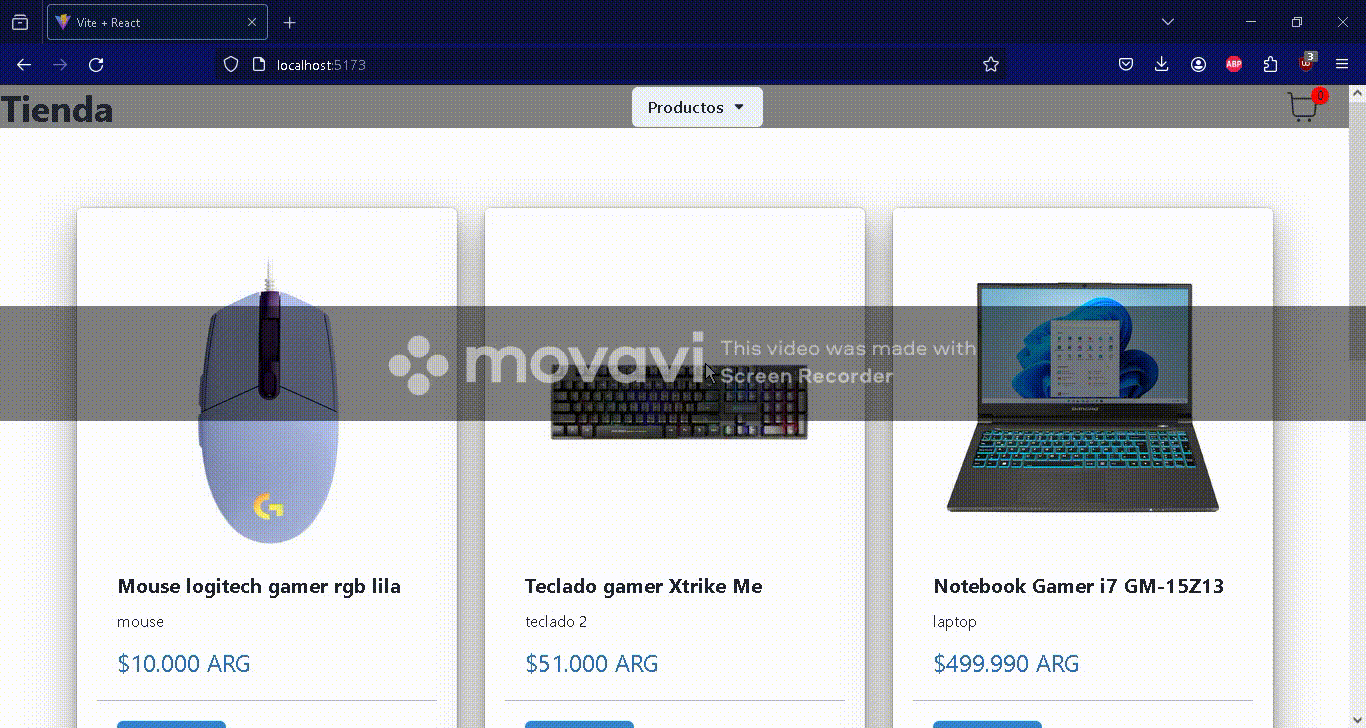 Vite + React
localhost:5173
ABP
3
Tienda
Productos
0
movavi
This video was made with
Screen Recorder
G
Mouse logitech gamer rgb lila
mouse
$10.000 ARG
Teclado gamer Xtrike Me
teclado 2
$51.000 ARG
Notebook Gamer i7 GM-15Z13
laptop
$499.990 ARG